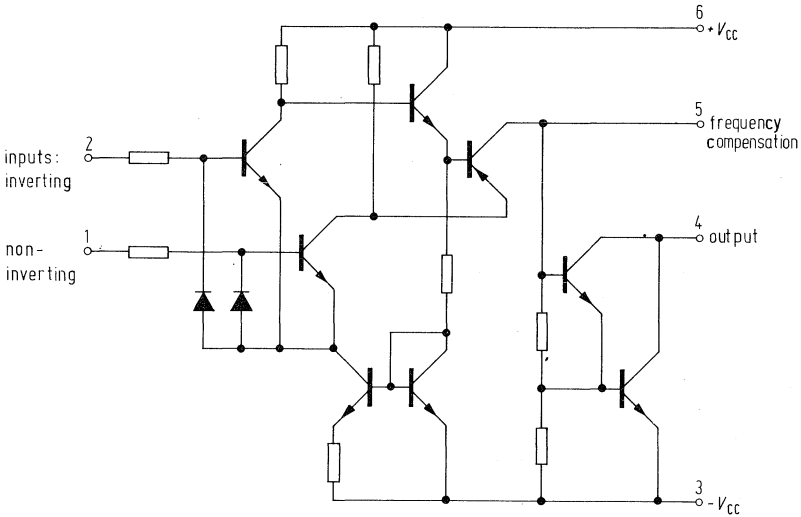 6
+VCC
5
frequency
compensation
2
inputs:
inverting
4
output
1
non-
inverting
3
-VCC